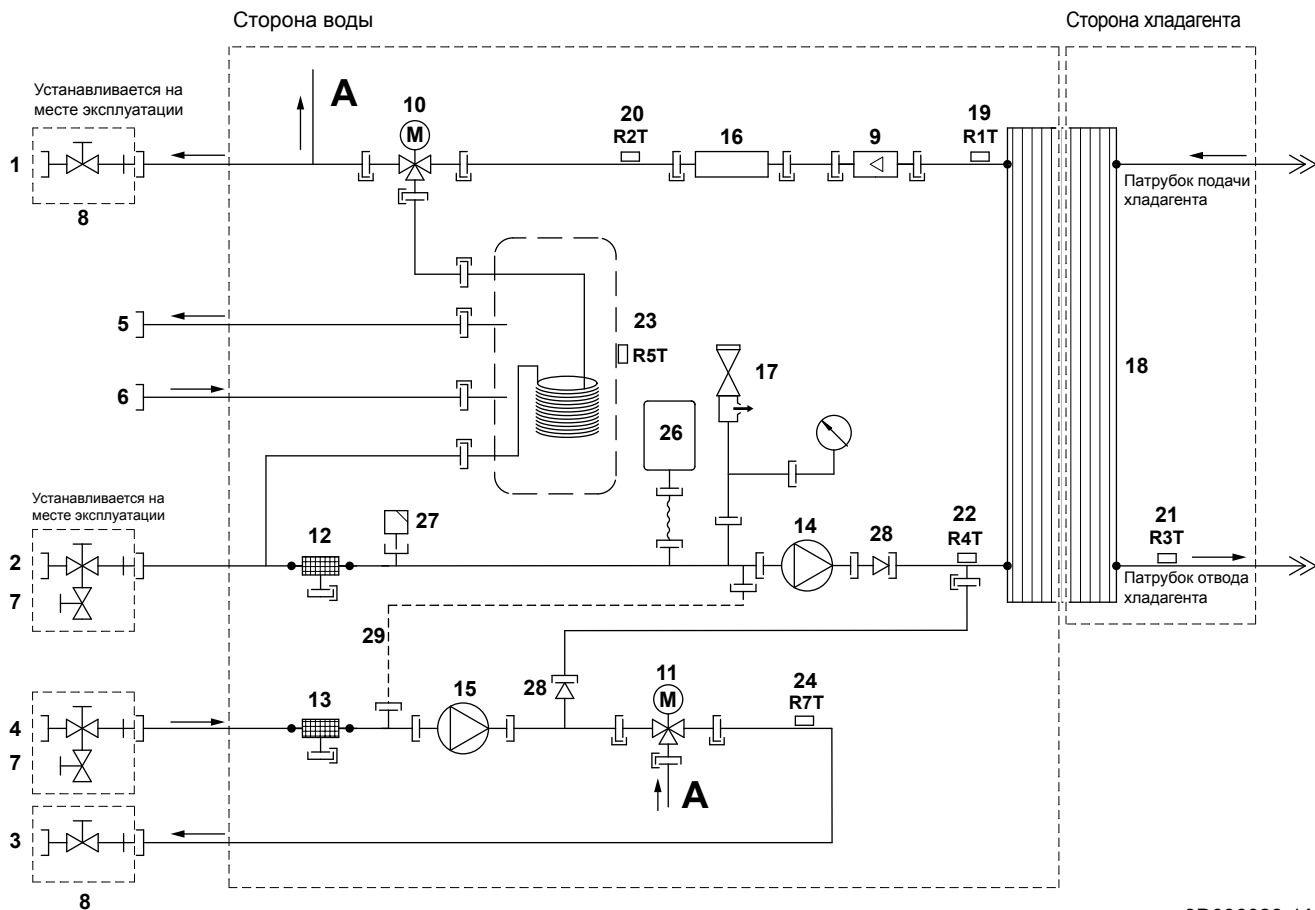 Сторона воды
Сторона хладагента
Устанавливается на
месте эксплуатации
A
10
M
20
R2T
16
9
19
R1T
1
8
Патрубок подачи
хладагента
5
23
R5T
17
18
6
26
Устанавливается на
месте эксплуатации
27
12
14
28
22
R4T
21
R3T
2
7
Патрубок отвода
хладагента
29
13
15
28
11
M
24
R7T
4
7
A
3
8